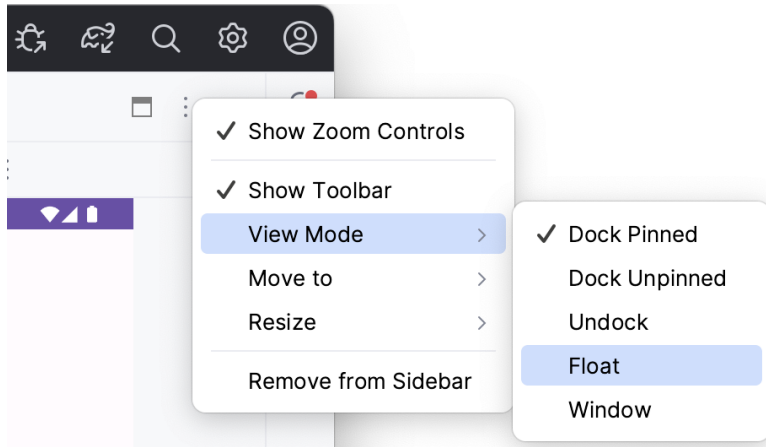 Show Zoom Controls
Show Toolbar
View Mode
Move to
Resize
Remove from Sidebar
Dock Pinned
Dock Unpinned
Undock
Float
Window